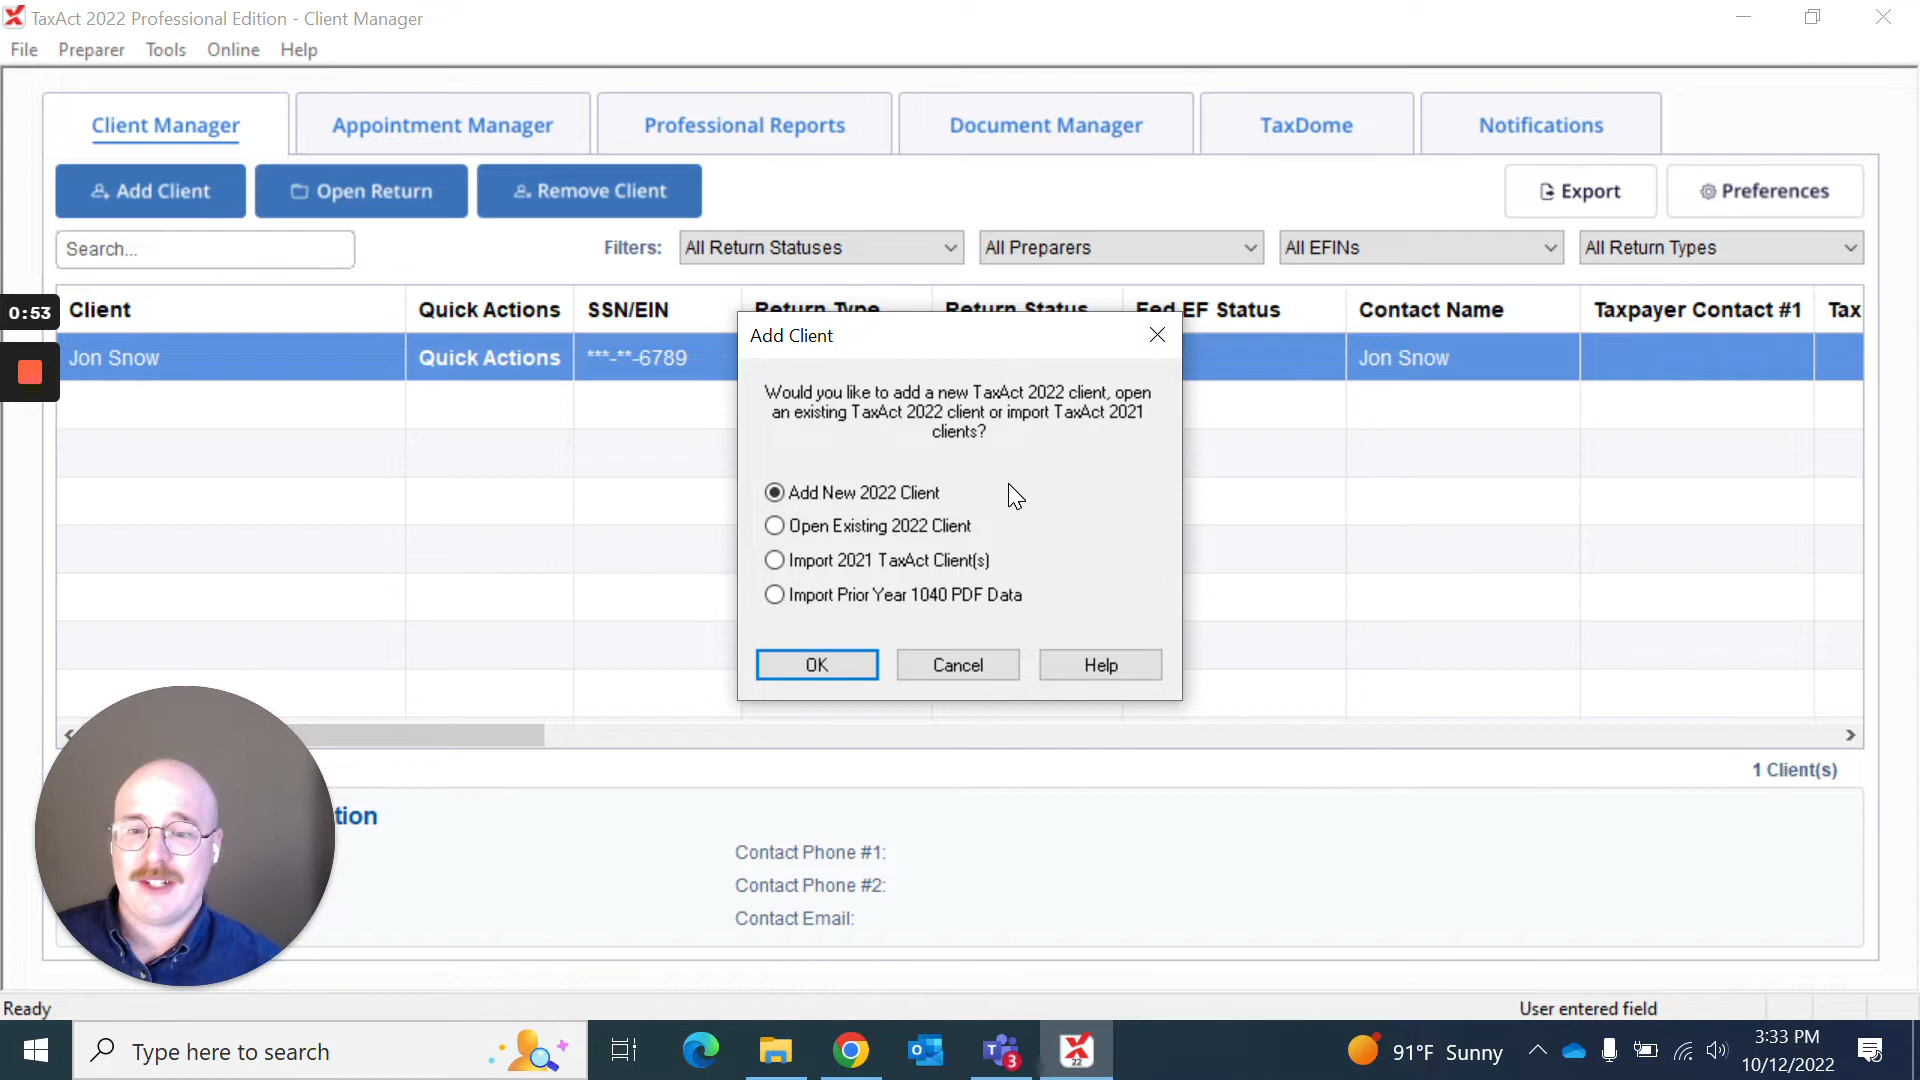 TaxAct 2022 Professional Edition - Client Manager
File Preparer Tools Online Help
Client Manager Appointment Manager Professional Reports Document Manager TaxDome Notifications
Add Client Open Return Remove Client Export Preferences
Search... Filters: All Return Statuses All Preparers All EFINs All Return Types
0:53
Client Quick Actions SSN/EIN Return Type Return Status Fed EF Status Contact Name Taxpayer Contact #1 Tax
Jon Snow Quick Actions ***-**-6789 Jon Snow
Add Client
Would you like to add a new TaxAct 2022 client, open
an existing TaxAct 2022 client or import TaxAct 2021
clients?
Add New 2022 Client
Open Existing 2022 Client
Import 2021 TaxAct Client(s)
Import Prior Year 1040 PDF Data
OK Cancel Help
1 Client(s)
tion
Contact Phone #1:
Contact Phone #2:
Contact Email:
Ready User entered field
Type here to search 3 22 91°F Sunny 3:33 PM
10/12/2022